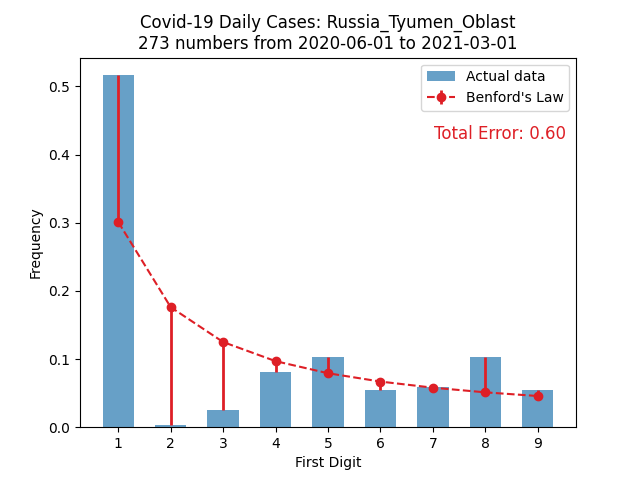 Covid-19 Daily Cases: Russia_Tyumen_Oblast
273 numbers from 2020-06-01 to 2021-03-01
Actual data
Benford's Law
Total Error: 0.60
Frequency
0.5
0.4
0.3
0.2
0.1
0.0
1 2 3 4 5 6 7 8 9
First Digit